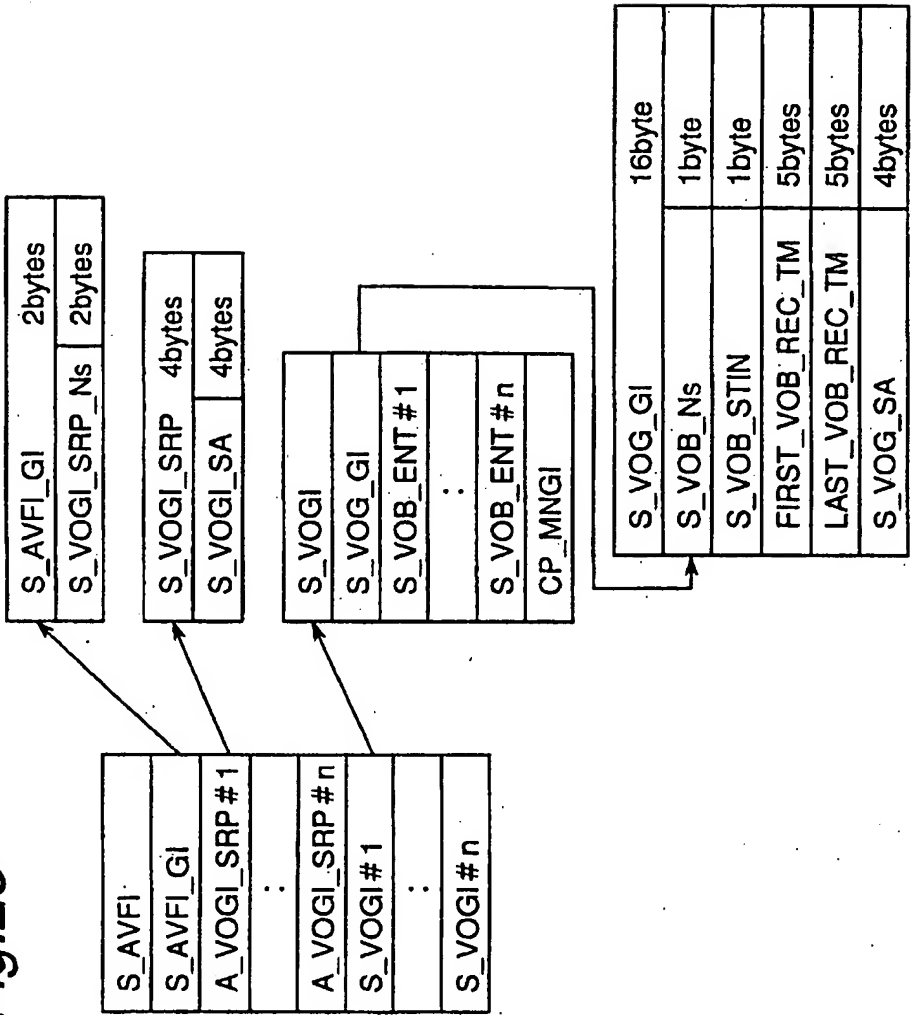 S_AVFI
S_AVFI_GI
A_VOGI_SRP#1
:
A_VOGI_SRP#n
S_VOGI#1
:
S_VOGI#n
S_AVFI_GI 2bytes
S_VOGI_SRP_Ns 2bytes
S_VOGI_SRP 4bytes
S_VOGI_SA 4bytes
S_VOGI
S_VOG_GI
S_VOB_ENT#1
:
S_VOB_ENT#n
CP_MNGI
S_VOG_GI 16byte
S_VOB_Ns 1byte
S_VOB_STIN 1byte
FIRST_VOB_REC_TM 5bytes
LAST_VOB_REC_TM 5bytes
S_VOG_SA 4bytes